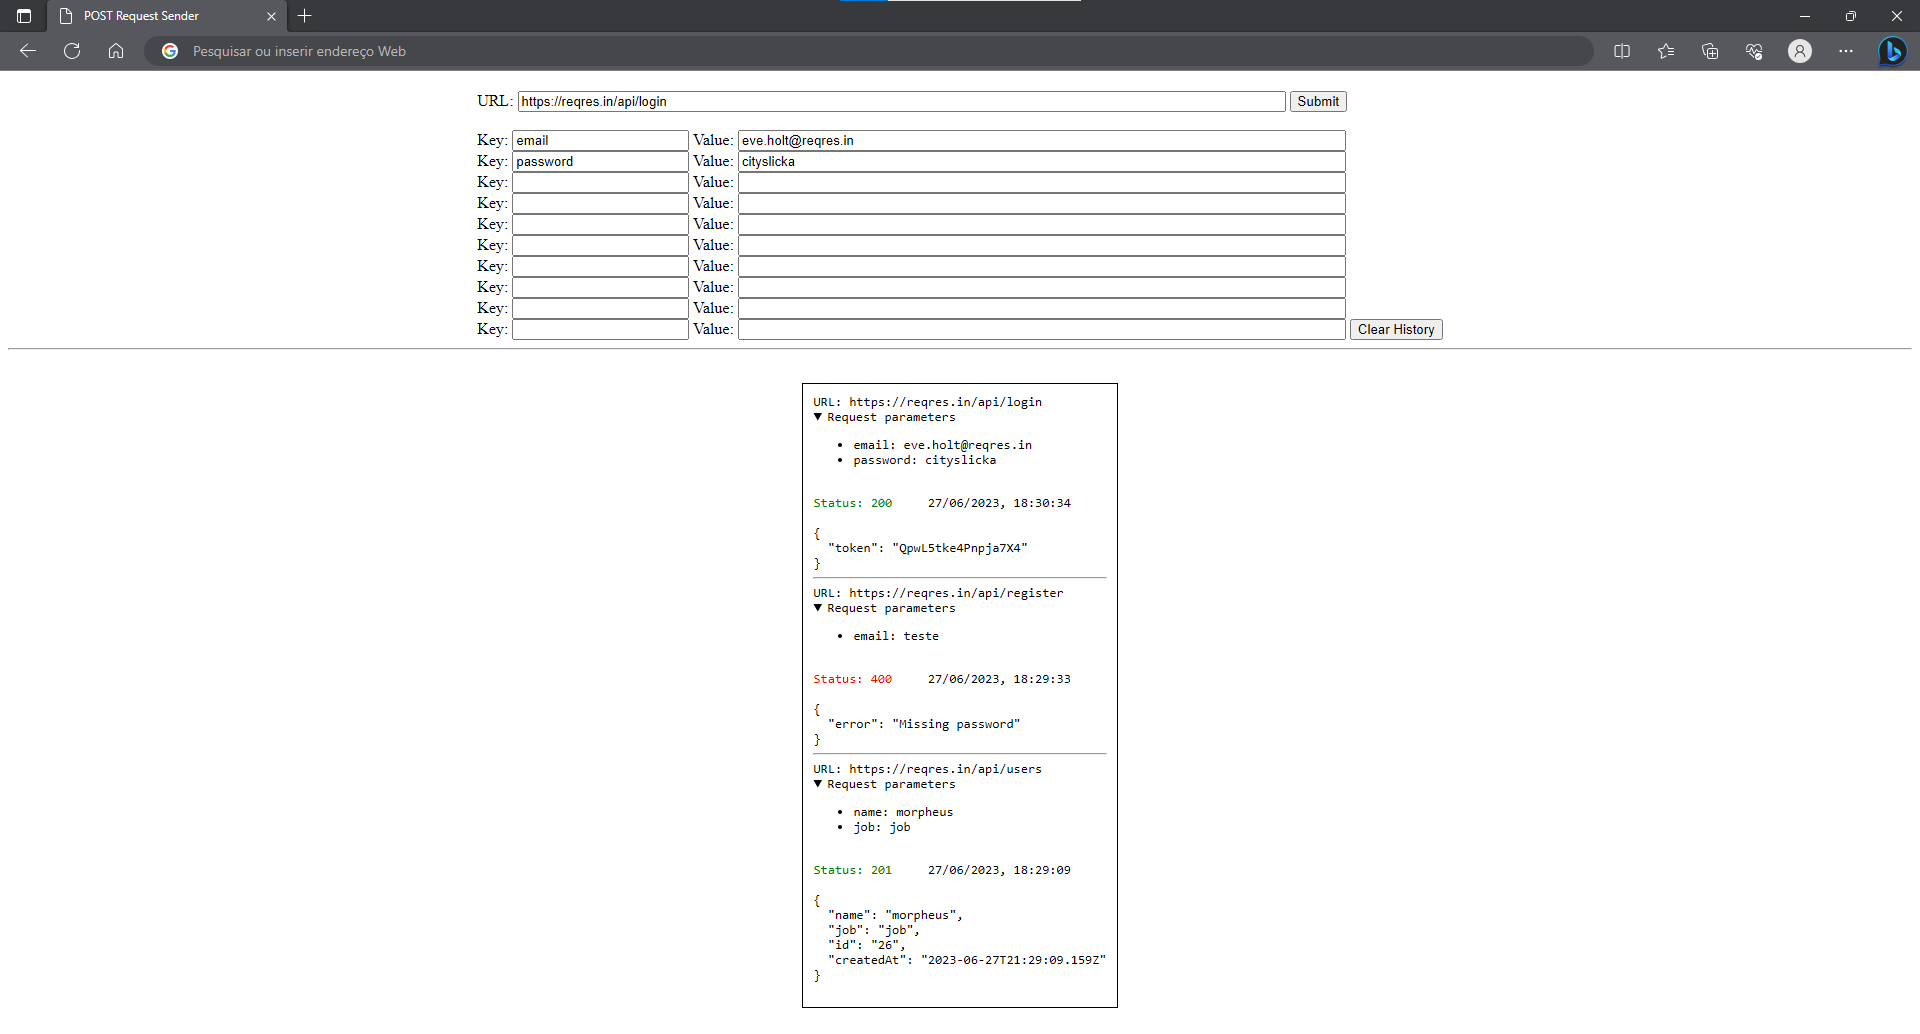 POST Request Sender
Pesquisar ou inserir endereço Web
URL: https://reqres.in/api/login Submit
Key: email Value: eve.holt@reqres.in
Key: password Value: cityslicka
Key: Value:
Key: Value:
Key: Value:
Key: Value:
Key: Value:
Key: Value:
Key: Value:
Key: Value: Clear History
URL: https://reqres.in/api/login
▼ Request parameters
• email: eve.holt@reqres.in
• password: cityslicka
Status: 200 27/06/2023, 18:30:34
{
"token": "QpwL5tke4Pnpja7X4"
}
URL: https://reqres.in/api/register
▼ Request parameters
• email: teste
Status: 400 27/06/2023, 18:29:33
{
"error": "Missing password"
}
URL: https://reqres.in/api/users
▼ Request parameters
• name: morpheus
• job: job
Status: 201 27/06/2023, 18:29:09
{
"name": "morpheus",
"job": "job",
"id": "26",
"createdAt": "2023-06-27T21:29:09.159Z"
}